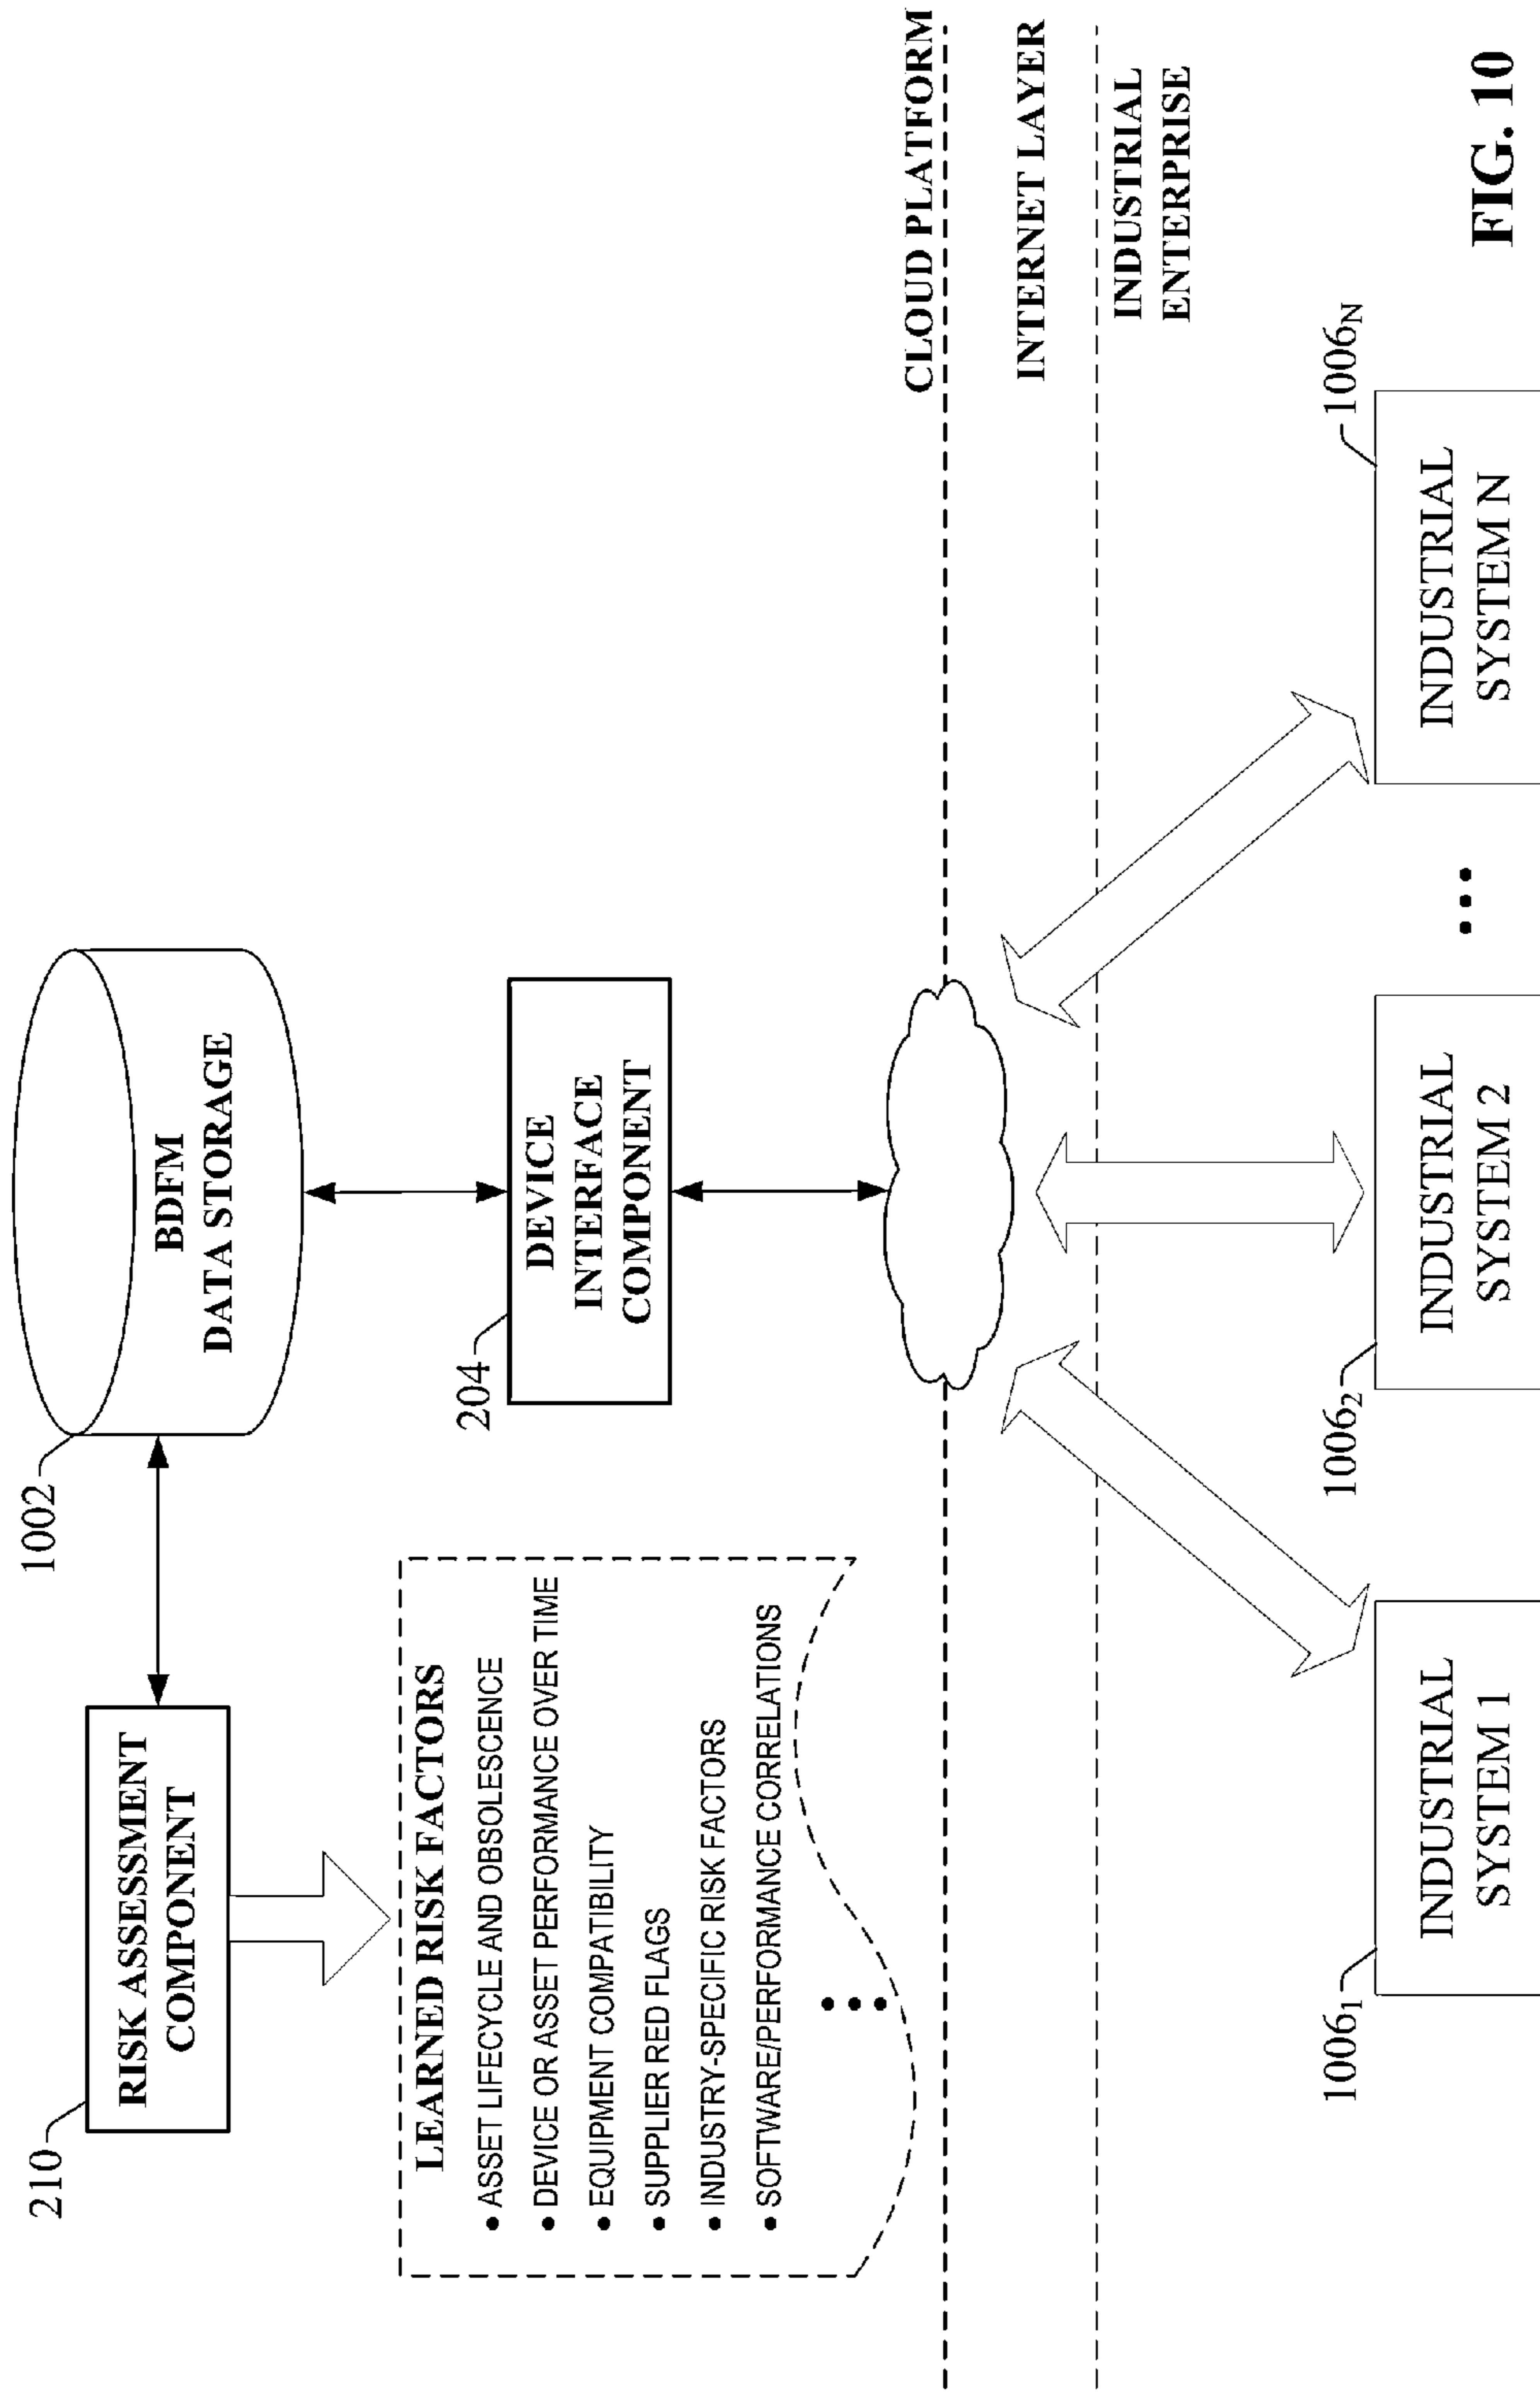 1002
BDFM
DATA STORAGE
210
RISK ASSESSMENT
COMPONENT
204
DEVICE
INTERFACE
COMPONENT
LEARNED RISK FACTORS
• ASSET LIFECYCLE AND OBSOLESCENCE
• DEVICE OR ASSET PERFORMANCE OVER TIME
• EQUIPMENT COMPATIBILITY
• SUPPLIER RED FLAGS
• INDUSTRY-SPECIFIC RISK FACTORS
• SOFTWARE/PERFORMANCE CORRELATIONS
CLOUD PLATFORM
INTERNET LAYER
INDUSTRIAL
ENTERPRISE
1006₁
INDUSTRIAL
SYSTEM 1
1006₂
INDUSTRIAL
SYSTEM 2
...
1006N
INDUSTRIAL
SYSTEM N
FIG. 10